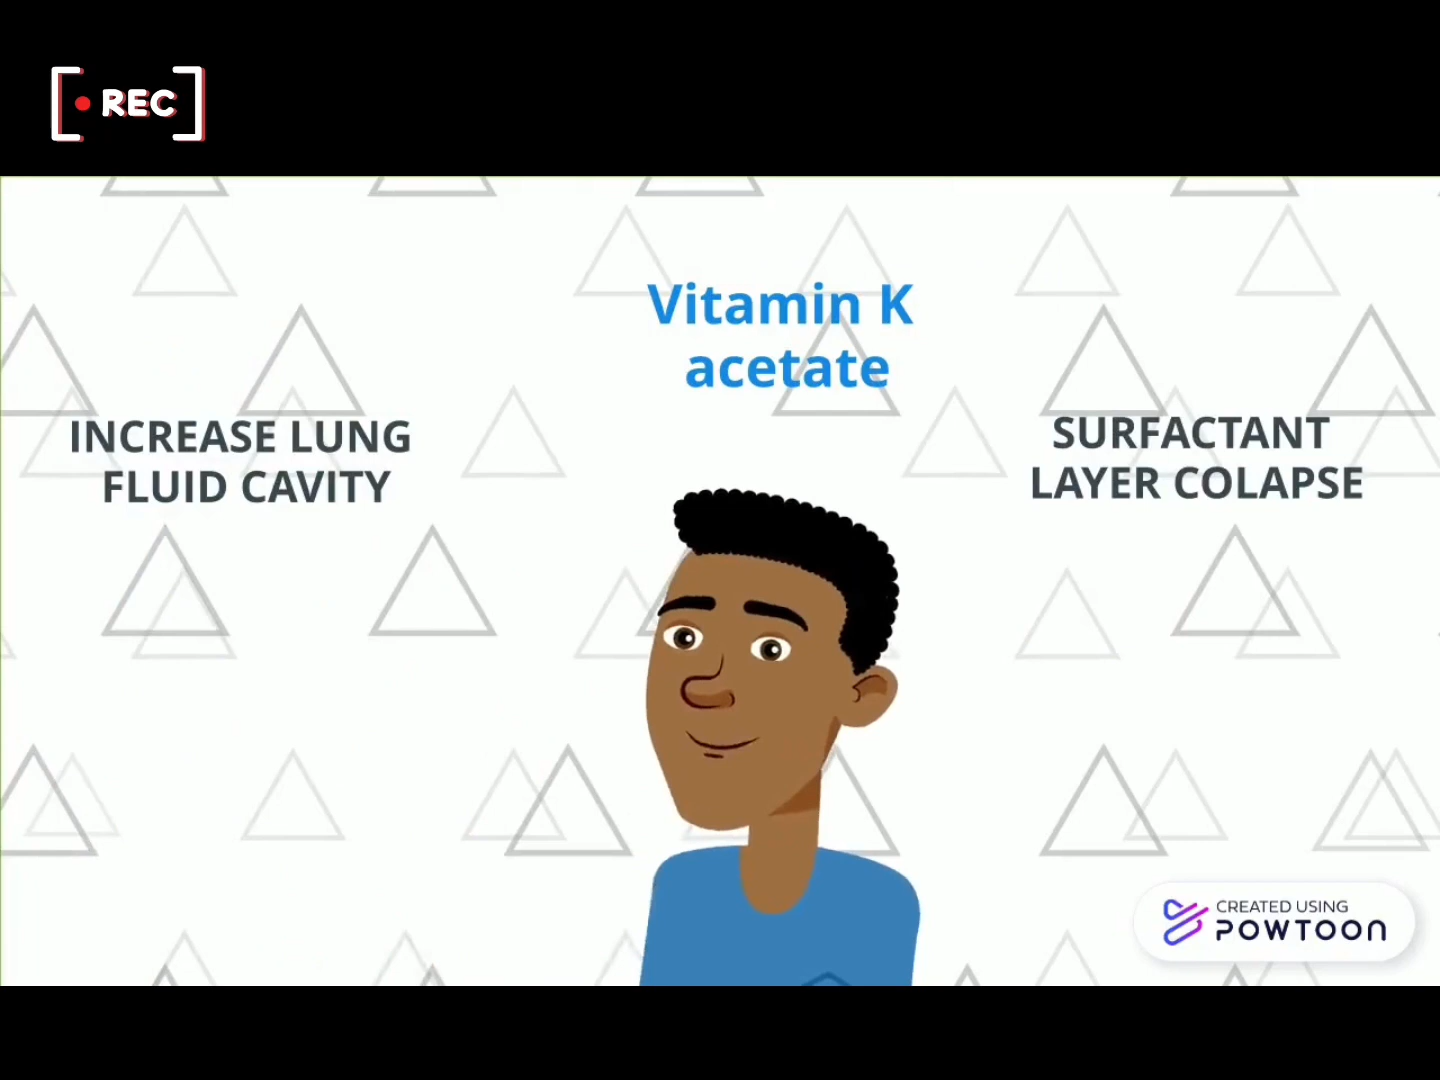 REC
Vitamin K
acetate
INCREASE LUNG
FLUID CAVITY
SURFACTANT
LAYER COLAPSE
CREATED USING
POWTOON